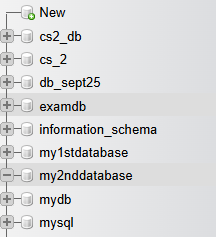 New
cs2_db
cs_2
db_sept25
examdb
information_schema
my1stdatabase
my2nddatabase
mydb
mysql